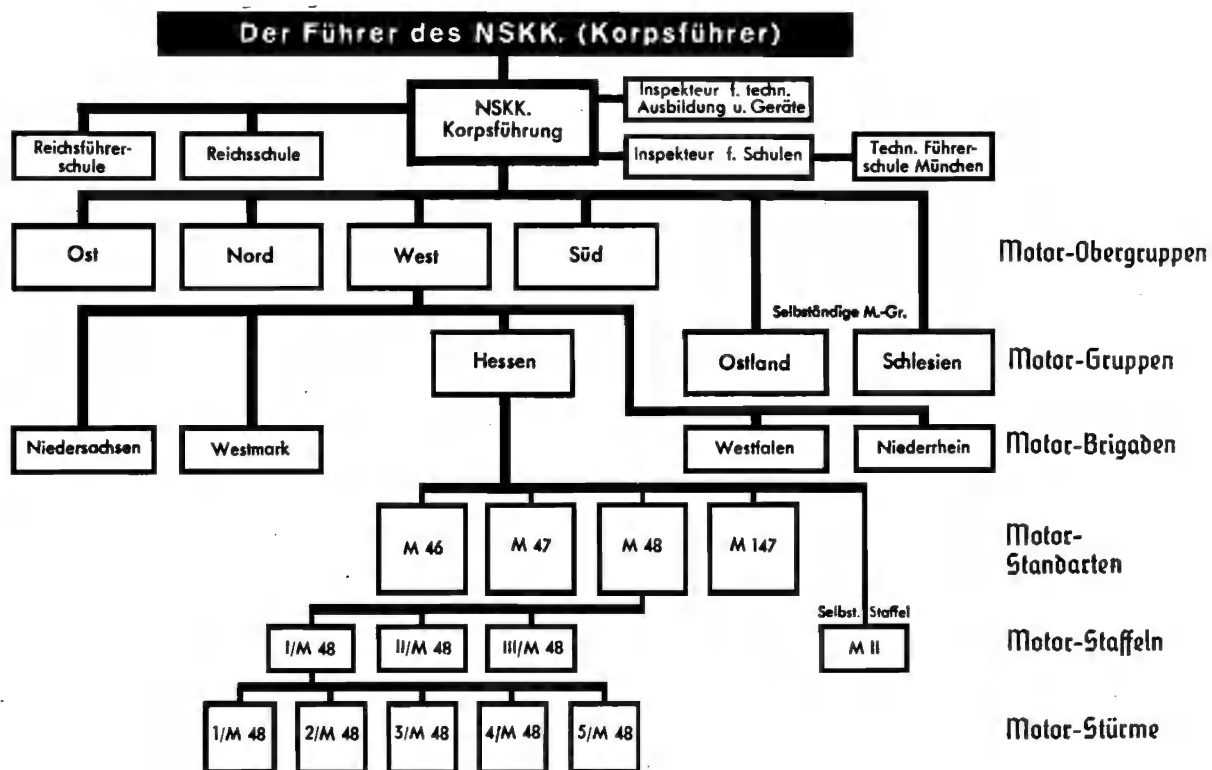 Der Führer des NSKK. (Korpsführer)
NSKK.
Korpsführung
Inspekteur f. techn.
Ausbildung u. Geräte
Reichsführer-
schule
Reichsschule
Inspekteur f. Schulen
Techn. Führer-
schule München
Ost
Nord
West
Süd
Motor-Obergruppen
Selbständige M.-Gr.
Hessen
Ostland
Schlesien
Motor-Gruppen
Niedersachsen
Westmark
Westfalen
Niederrhein
Motor-Brigaden
M 46
M 47
M 48
M 147
Motor-
Standarten
Selbst. Staffel
I/M 48
II/M 48
III/M 48
M II
Motor-Staffeln
1/M 48
2/M 48
3/M 48
4/M 48
5/M 48
Motor-Stürme